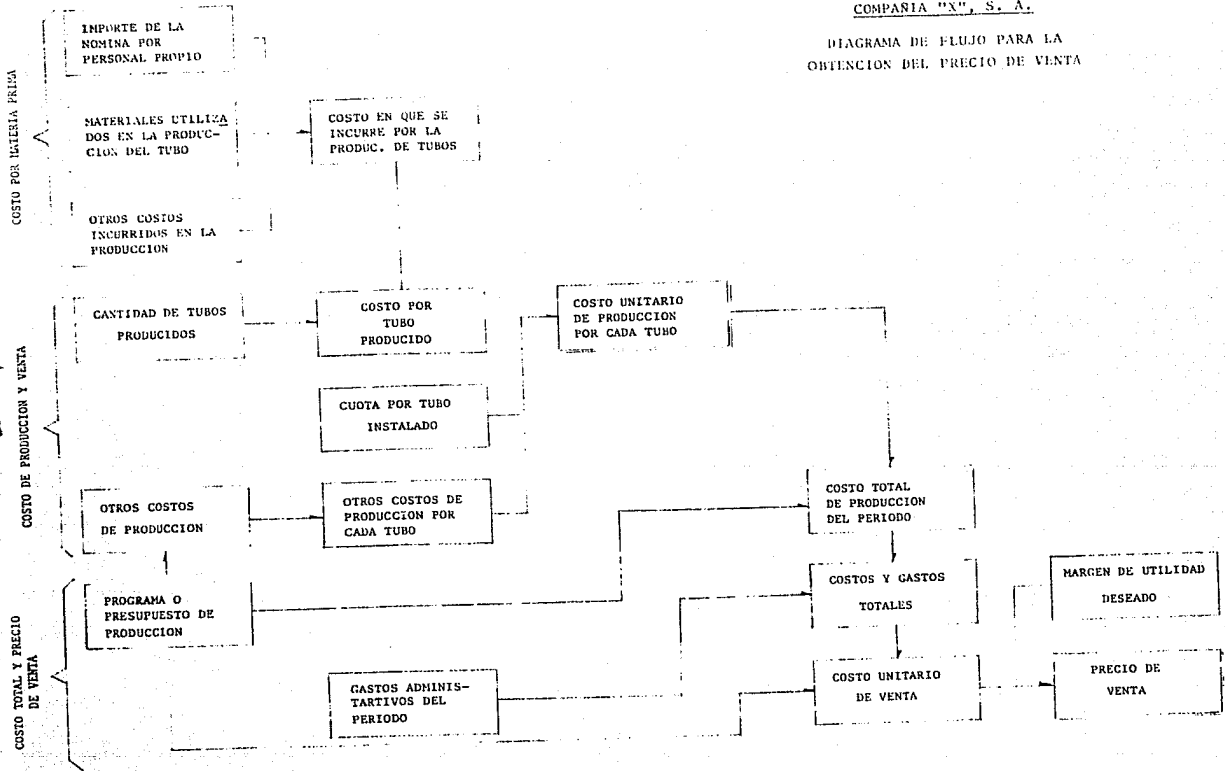 COMPAÑIA "X", S. A.
DIAGRAMA DE FLUJO PARA LA
OBTENCION DEL PRECIO DE VENTA
COSTO POR MATERIA PRIMA
IMPORTE DE LA
NOMINA POR
PERSONAL PROPIO
MATERIALES UTILIZA
DOS EN LA PRODUC-
CION DEL TUBO
COSTO EN QUE SE
INCURRE POR LA
PRODUC. DE TUBOS
OTROS COSTOS
INCURRIDOS EN LA
PRODUCCION
COSTO DE PRODUCCION Y VENTA
CANTIDAD DE TUBOS
PRODUCIDOS
COSTO POR
TUBO
PRODUCIDO
COSTO UNITARIO
DE PRODUCCION
POR CADA TUBO
CUOTA POR TUBO
INSTALADO
OTROS COSTOS
DE PRODUCCION
OTROS COSTOS DE
PRODUCCION POR
CADA TUBO
COSTO TOTAL
DE PRODUCCION
DEL PERIODO
COSTO TOTAL Y PRECIO
DE VENTA
PROGRAMA O
PRESUPUESTO DE
PRODUCCION
COSTOS Y GASTOS
TOTALES
MARGEN DE UTILIDAD
DESEADO
GASTOS ADMINIS-
TARTIVOS DEL
PERIODO
COSTO UNITARIO
DE VENTA
PRECIO DE
VENTA